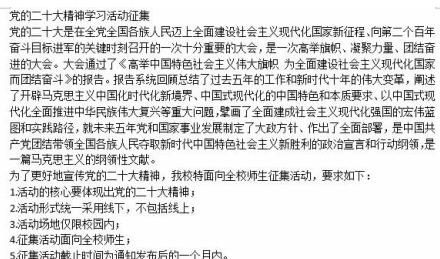 党的二十大精神学习活动征集
党的二十大是在全党全国各族人民迈上全面建设社会主义现代化国家新征程、向第二个百年
奋斗目标进军的关键时刻召开的一次十分重要的大会，是一次高举旗帜、凝聚力量、团结奋
进的大会。大会通过了《高举中国特色社会主义伟大旗帜 为全面建设社会主义现代化国家
而团结奋斗》的报告。报告系统回顾总结了过去五年的工作和新时代十年的伟大变革，阐述
了开辟马克思主义中国化时代化新境界、中国式现代化的中国特色和本质要求、以中国式现
代化全面推进中华民族伟大复兴等重大问题，擘画了全面建成社会主义现代化强国的宏伟蓝
图和实践路径，就未来五年党和国家事业发展制定了大政方针、作出了全面部署，是中国共
产党团结带领全国各族人民夺取新时代中国特色社会主义新胜利的政治宣言和行动纲领，是
一篇马克思主义的纲领性文献。
为了更好地宣传党的二十大精神，我校特面向全校师生征集活动，要求如下：
1.活动的核心要体现出党的二十大精神；
2.活动形式统一采用线下，不包括线上；
3.活动场地仅限校园内；
4.征集活动面向全校师生；
5.征集活动截止时间为通知发布后的一个月内。